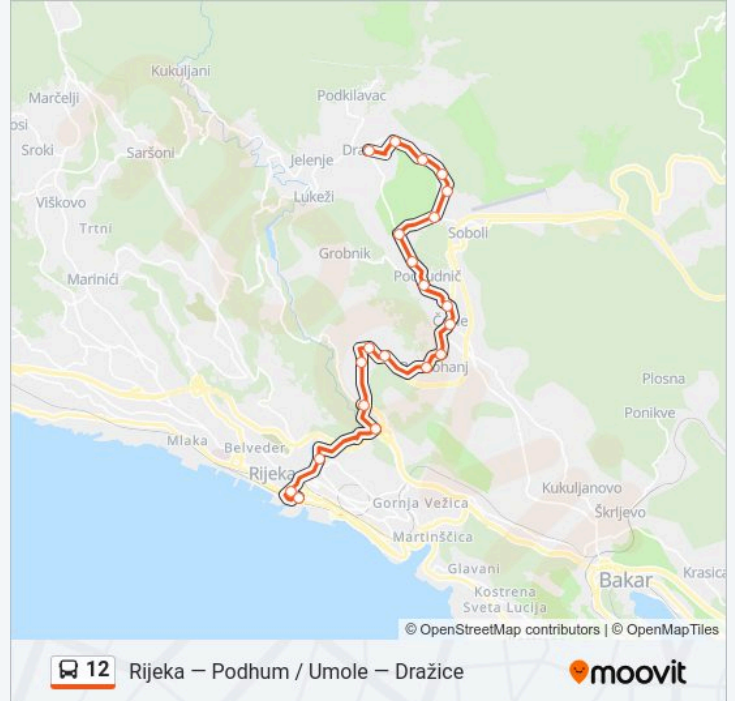 Kukuljani
Marčelji
Podkilavac
osi
Sroki
Saršoni
Dra
Jelenje
Lukeži
Viškovo
Trtni
Soboli
Grobnik
Marinići
Plosna
Ponikve
Mlaka
Belveder
Rijeka
Kukuljanovo
Gornja Vežica
Škrljevo
Martinšćica
Glavani
Krasica
Bakar
Kostrena
Sveta Lucija
© OpenStreetMap contributors | © OpenMapTiles
12 Rijeka – Podhum / Umole – Dražice
moovit